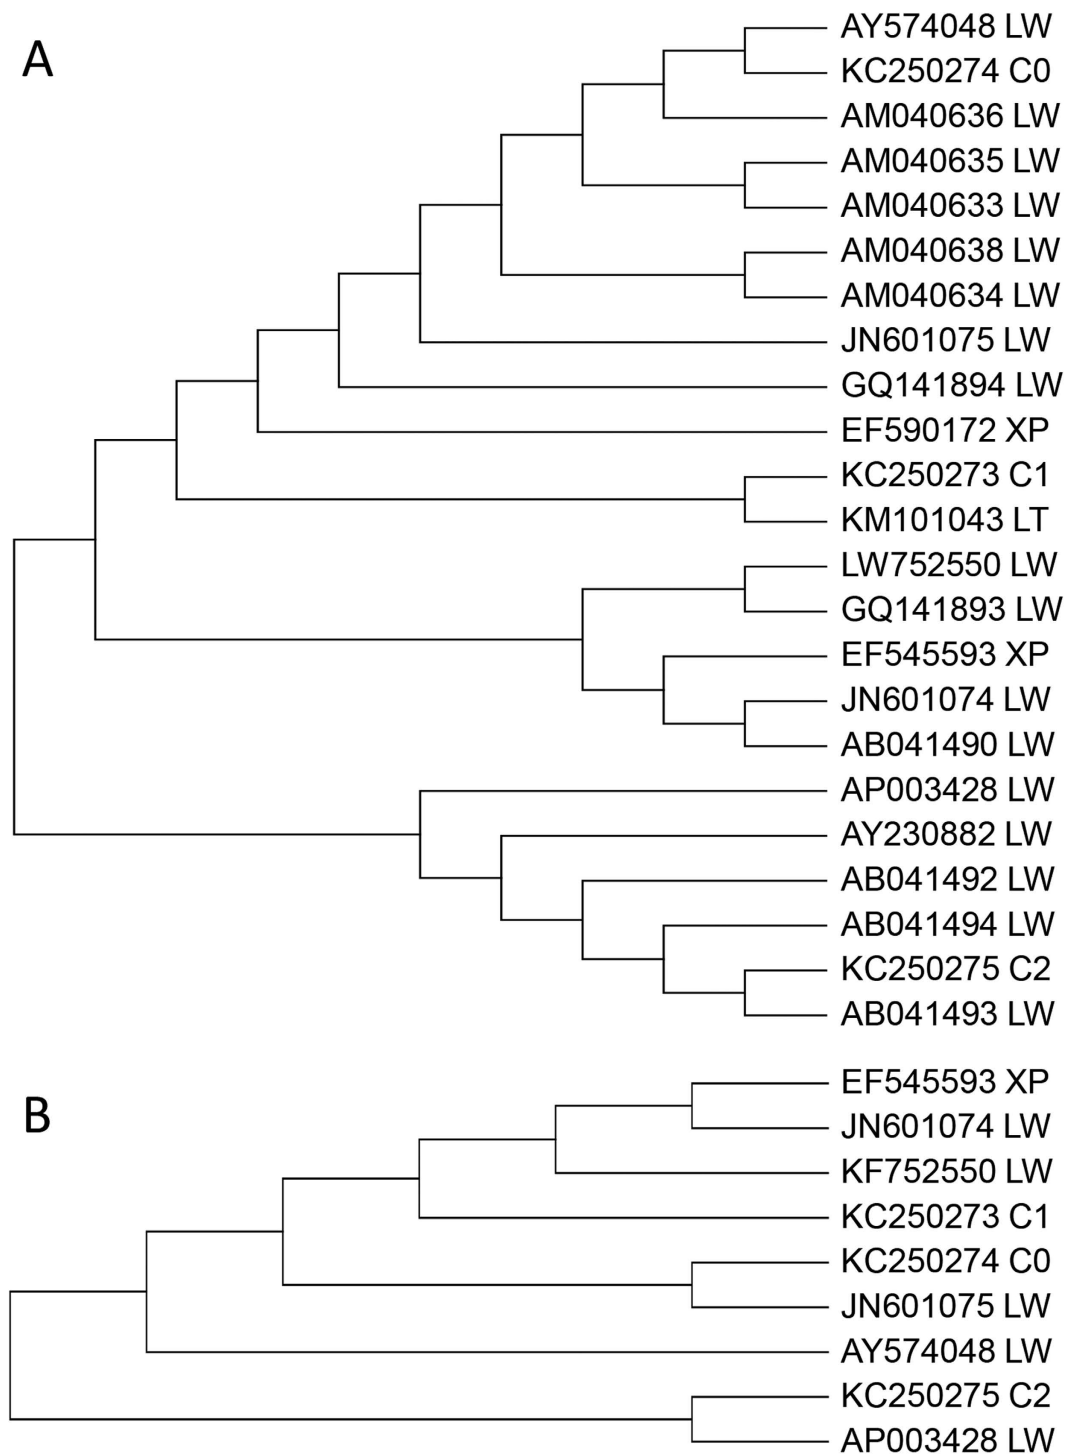 A
AY574048 LW
KC250274 C0
AM040636 LW
AM040635 LW
AM040633 LW
AM040638 LW
AM040634 LW
JN601075 LW
GQ141894 LW
EF590172 XP
KC250273 C1
KM101043 LT
LW752550 LW
GQ141893 LW
EF545593 XP
JN601074 LW
AB041490 LW
AP003428 LW
AY230882 LW
AB041492 LW
AB041494 LW
KC250275 C2
AB041493 LW
B
EF545593 XP
JN601074 LW
KF752550 LW
KC250273 C1
KC250274 C0
JN601075 LW
AY574048 LW
KC250275 C2
AP003428 LW